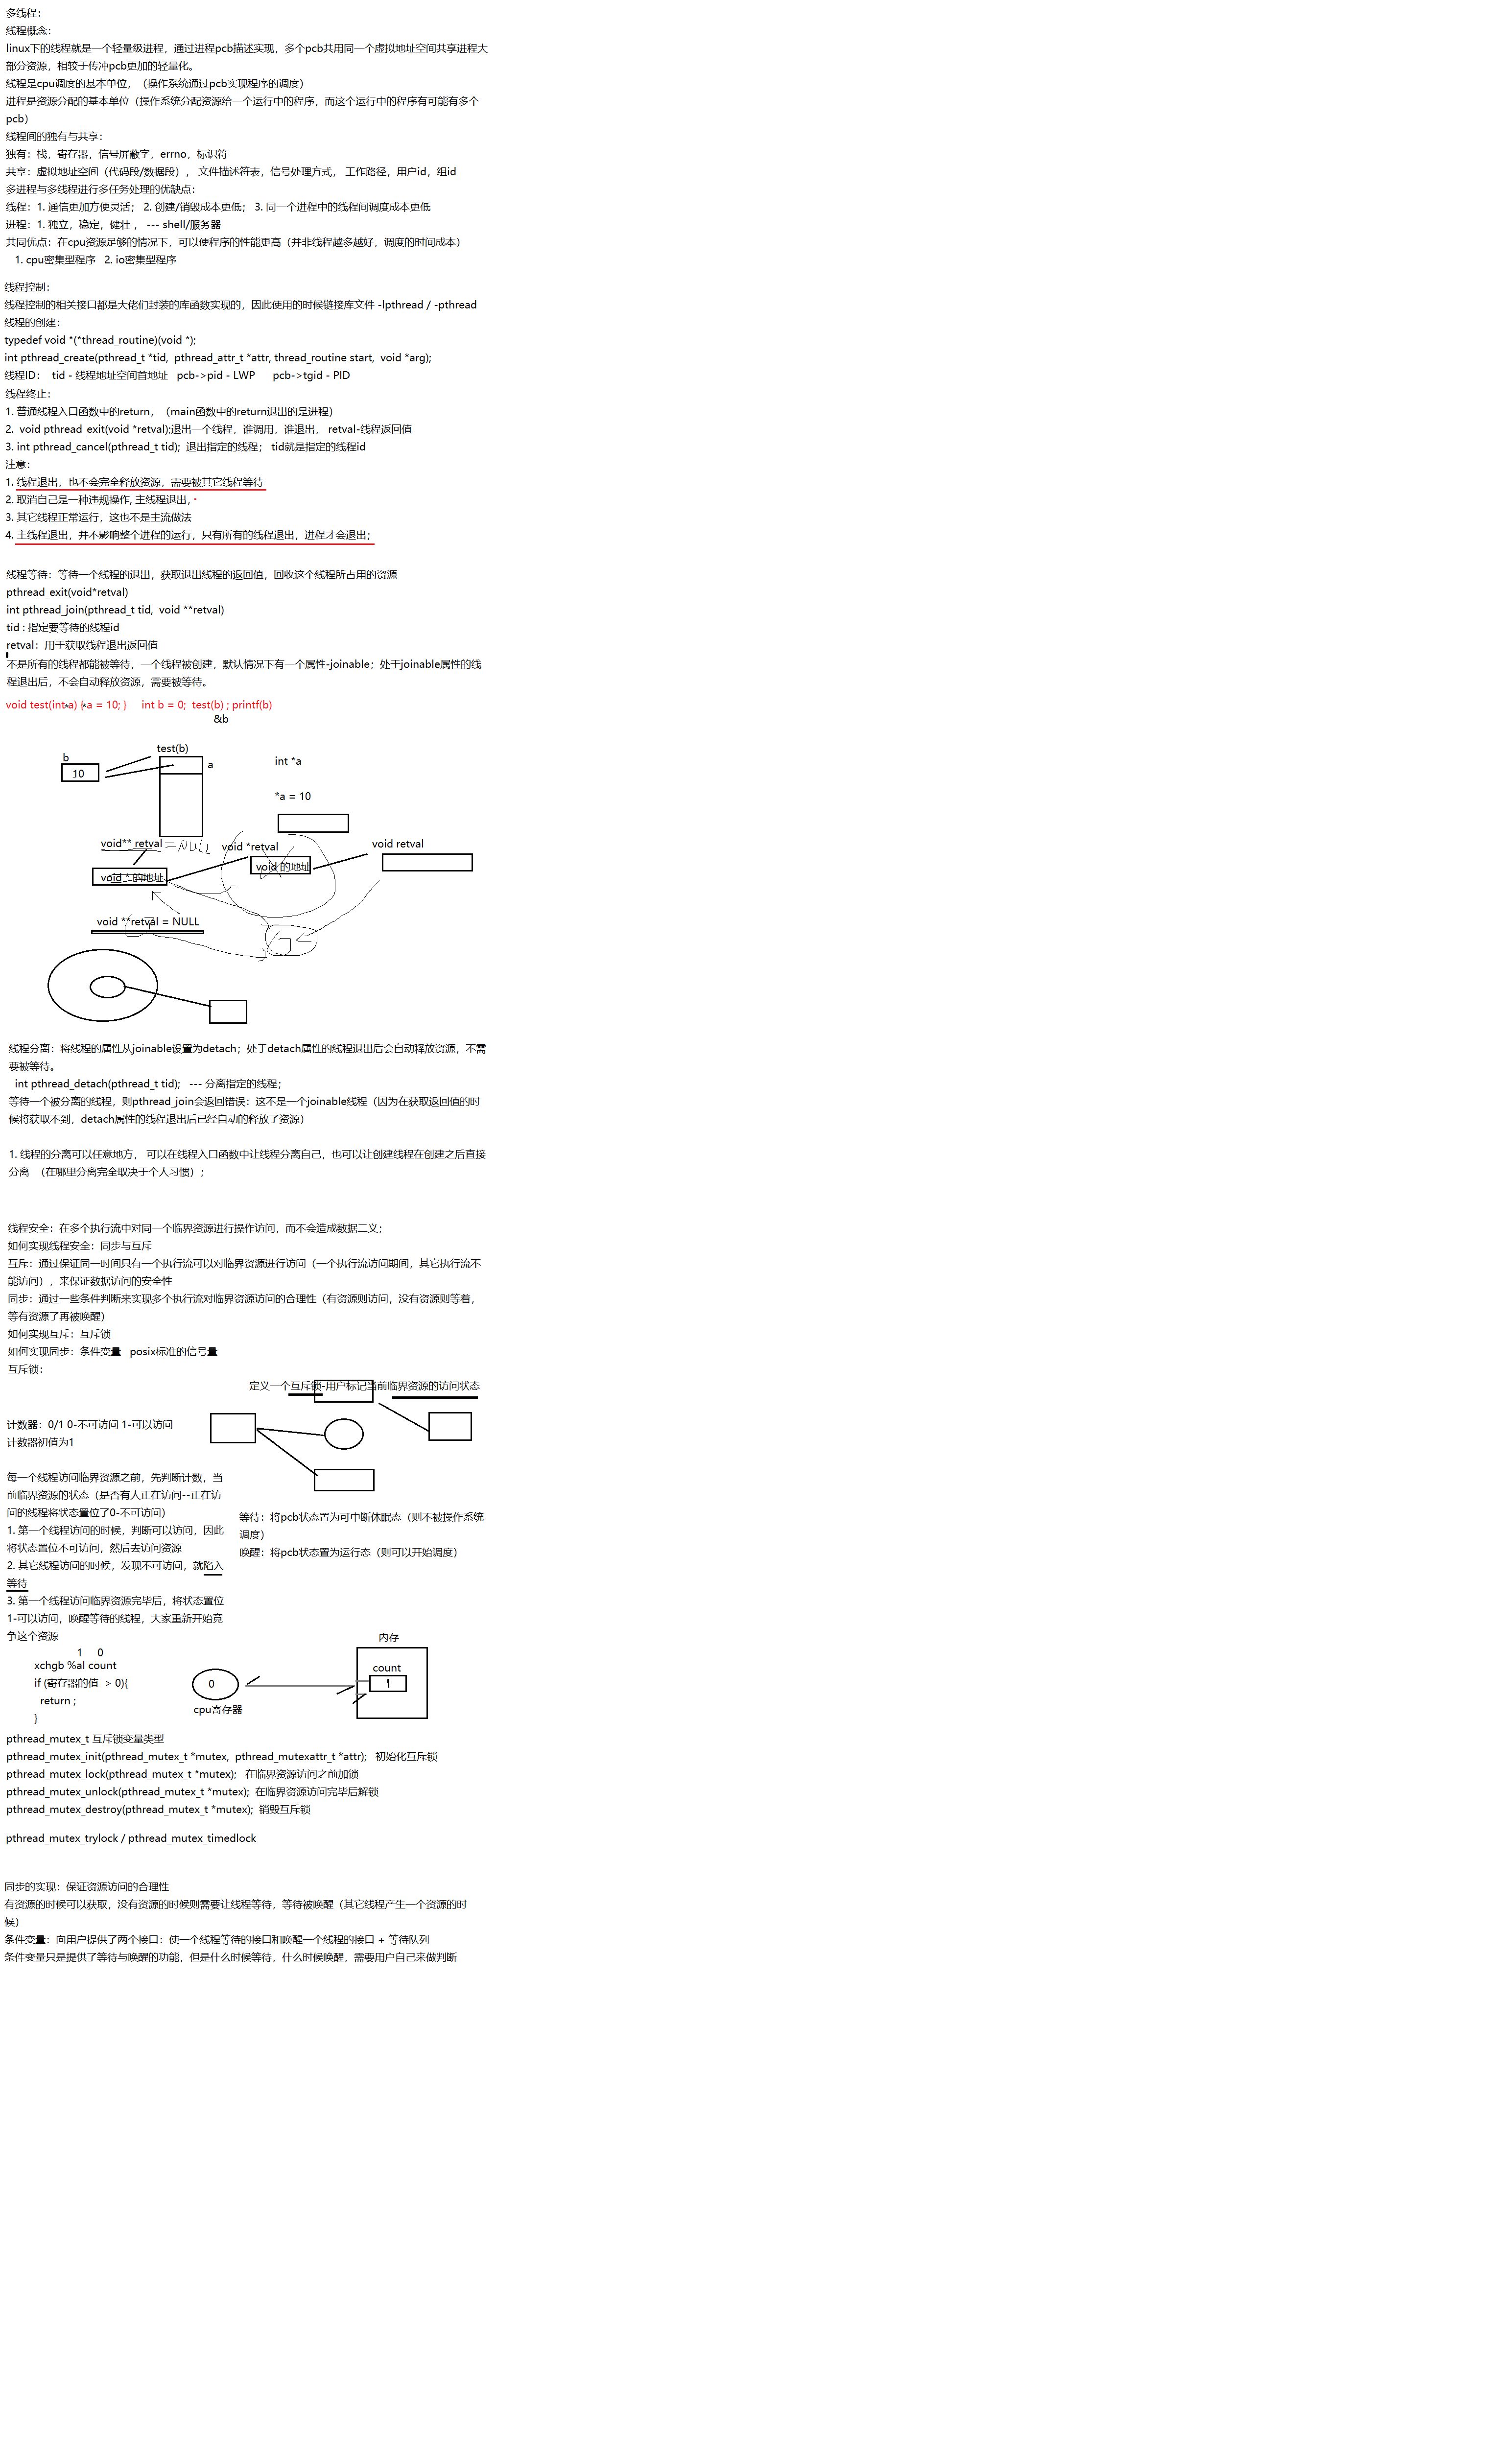 多线程：
线程概念：
linux下的线程就是一个轻量级进程，通过进程pcb描述实现，多个pcb共用同一个虚拟地址空间共享进程大
部分资源，相较于传冲pcb更加的轻量化。
线程是cpu调度的基本单位，（操作系统通过pcb实现程序的调度）
进程是资源分配的基本单位（操作系统分配资源给一个运行中的程序，而这个运行中的程序有可能有多个
pcb）
线程间的独有与共享：
独有：栈，寄存器，信号屏蔽字，errno，标识符
共享：虚拟地址空间（代码段/数据段），文件描述符表，信号处理方式， 工作路径，用户id，组id
多进程与多线程进行多任务处理的优缺点：
线程：1. 通信更加方便灵活； 2. 创建/销毁成本更低； 3. 同一个进程中的线程间调度成本更低
进程：1. 独立，稳定，健壮 ， --- shell/服务器
共同优点：在cpu资源足够的情况下，可以使程序的性能更高（并非线程越多越好，调度的时间成本）
1. cpu密集型程序 2. io密集型程序
线程控制：
线程控制的相关接口都是大佬们封装的库函数实现的，因此使用的时候链接库文件 -lpthread / -pthread
线程的创建：
typedef void *(*thread_routine)(void *);
int pthread_create(pthread_t *tid, pthread_attr_t *attr, thread_routine start, void *arg);
线程ID： tid - 线程地址空间首地址 pcb->pid - LWP pcb->tgid - PID
线程终止：
1. 普通线程入口函数中的return，（main函数中的return退出的是进程）
2. void pthread_exit(void *retval);退出一个线程，谁调用，谁退出， retval-线程返回值
3. int pthread_cancel(pthread_t tid); 退出指定的线程； tid就是指定的线程id
注意：
1. 线程退出，也不会完全释放资源，需要被其它线程等待
2. 取消自己是一种违规操作, 主线程退出，
3. 其它线程正常运行，这也不是主流做法
4. 主线程退出，并不影响整个进程的运行，只有所有的线程退出，进程才会退出；
线程等待：等待一个线程的退出，获取退出线程的返回值，回收这个线程所占用的资源
pthread_exit(void*retval)
int pthread_join(pthread_t tid, void **retval)
tid : 指定要等待的线程id
retval：用于获取线程退出返回值
不是所有的线程都能被等待，一个线程被创建，默认情况下有一个属性-joinable；处于joinable属性的线
程退出后，不会自动释放资源，需要被等待。
void test(int*a) {*a = 10; } int b = 0; test(b) ; printf(b)
&b
test(b)
b
10
a
int *a
*a = 10
void** retval =NULL
void *retval
void retval
void * 的地址
void 的地址
void **retval = NULL
线程分离：将线程的属性从joinable设置为detach；处于detach属性的线程退出后会自动释放资源，不需
要被等待。
int pthread_detach(pthread_t tid); --- 分离指定的线程；
等待一个被分离的线程，则pthread_join会返回错误：这不是一个joinable线程（因为在获取返回值的时
候将获取不到，detach属性的线程退出后已经自动的释放了资源）
1. 线程的分离可以任意地方， 可以在线程入口函数中让线程分离自己，也可以让创建线程在创建之后直接
分离 （在哪里分离完全取决于个人习惯）;
线程安全：在多个执行流中对同一个临界资源进行操作访问，而不会造成数据二义；
如何实现线程安全：同步与互斥
互斥：通过保证同一时间只有一个执行流可以对临界资源进行访问（一个执行流访问期间，其它执行流不
能访问），来保证数据访问的安全性
同步：通过一些条件判断来实现多个执行流对临界资源访问的合理性（有资源则访问，没有资源则等着，
等有资源了再被唤醒）
如何实现互斥：互斥锁
如何实现同步：条件变量 posix标准的信号量
互斥锁：
定义一个互斥锁-用户标记当前临界资源的访问状态
计数器：0/1 0-不可访问 1-可以访问
计数器初值为1
每一个线程访问临界资源之前，先判断计数，当
前临界资源的状态（是否有人正在访问--正在访
问的线程将状态置位了0-不可访问）
1. 第一个线程访问的时候，判断可以访问，因此
将状态置位不可访问，然后去访问资源
2. 其它线程访问的时候，发现不可访问，就陷入
等待
3. 第一个线程访问临界资源完毕后，将状态置位
1-可以访问，唤醒等待的线程，大家重新开始竞
争这个资源
等待：将pcb状态置为可中断休眠态（则不被操作系统
调度）
唤醒：将pcb状态置为运行态（则可以开始调度）
1 0
xchgb %al count
if (寄存器的值 > 0){
return ;
}
0
cpu寄存器
内存
count
1
pthread_mutex_t 互斥锁变量类型
pthread_mutex_init(pthread_mutex_t *mutex, pthread_mutexattr_t *attr); 初始化互斥锁
pthread_mutex_lock(pthread_mutex_t *mutex); 在临界资源访问之前加锁
pthread_mutex_unlock(pthread_mutex_t *mutex); 在临界资源访问完毕后解锁
pthread_mutex_destroy(pthread_mutex_t *mutex); 销毁互斥锁
pthread_mutex_trylock / pthread_mutex_timedlock
同步的实现：保证资源访问的合理性
有资源的时候可以获取，没有资源的时候则需要让线程等待，等待被唤醒（其它线程产生一个资源的时
候）
条件变量：向用户提供了两个接口：使一个线程等待的接口和唤醒一个线程的接口 + 等待队列
条件变量只是提供了等待与唤醒的功能，但是什么时候等待，什么时候唤醒，需要用户自己来做判断